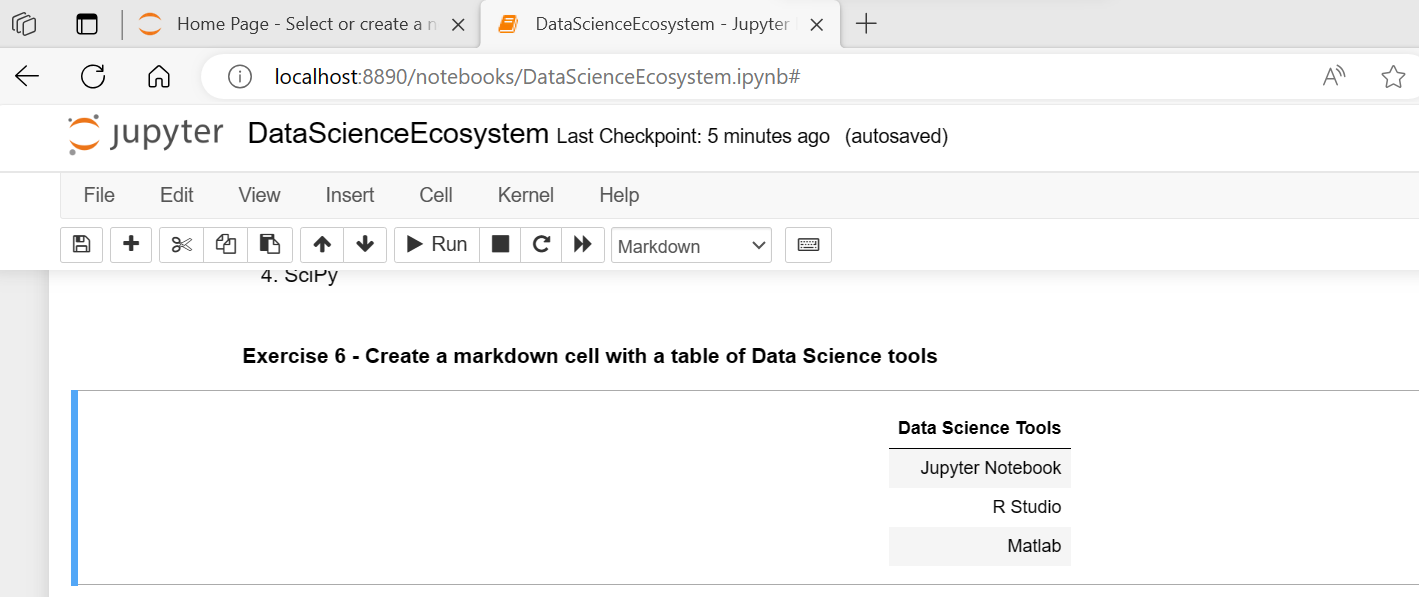 Home Page - Select or create a n
DataScienceEcosystem - Jupyter
localhost:8890/notebooks/DataScienceEcosystem.ipynb#
jupyter DataScienceEcosystem Last Checkpoint: 5 minutes ago (autosaved)
File Edit View Insert Cell Kernel Help
Run Markdown
4. SciPy
Exercise 6 - Create a markdown cell with a table of Data Science tools
Data Science Tools
Jupyter Notebook
R Studio
Matlab